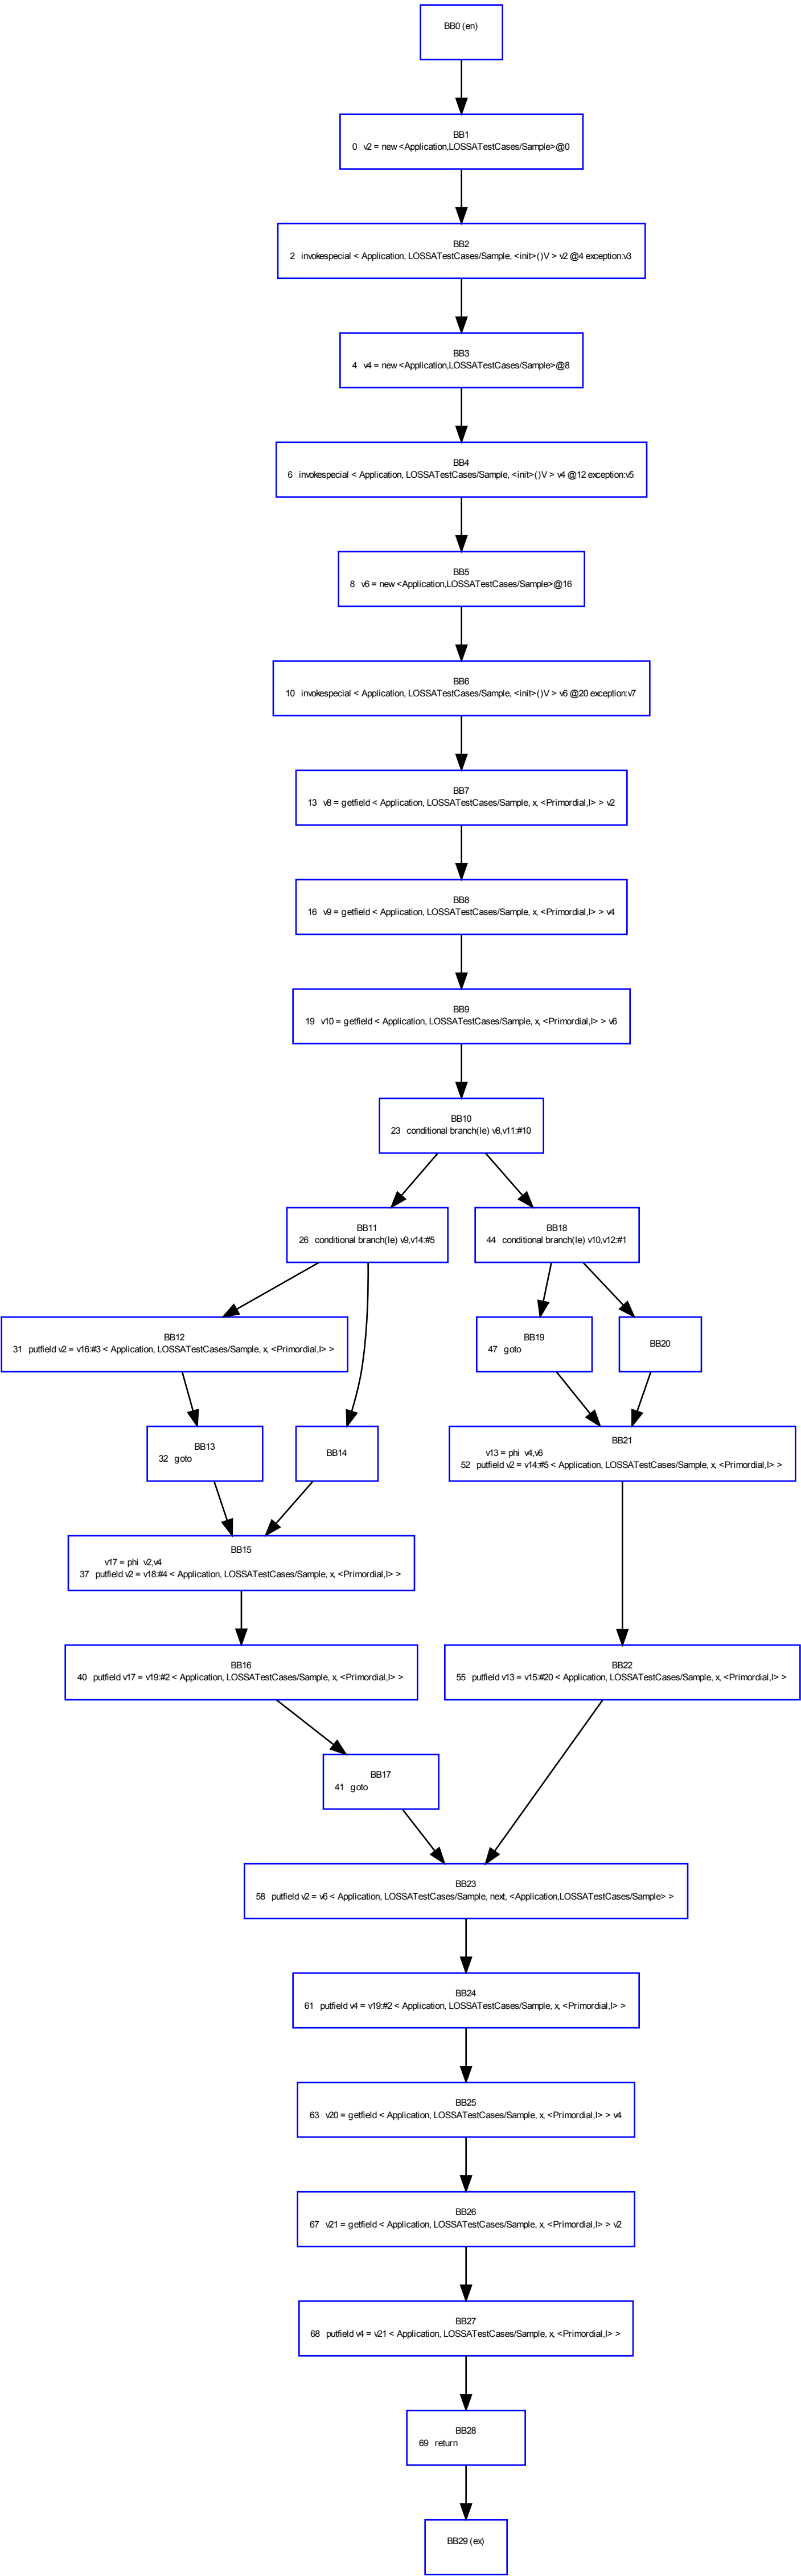 BB0 (en)
BB1
0 v2 = new <Application,LOSSATestCases/Sample>@0
BB2
2 invokespecial < Application, LOSSATestCases/Sample, <init>()V > v2 @4 exception:v3
BB3
4 v4 = new <Application,LOSSATestCases/Sample>@8
BB4
6 invokespecial < Application, LOSSATestCases/Sample, <init>()V > v4 @12 exception:v5
BB5
8 v6 = new <Application,LOSSATestCases/Sample>@16
BB6
10 invokespecial < Application, LOSSATestCases/Sample, <init>()V > v6 @20 exception:v7
BB7
13 v8 = getfield < Application, LOSSATestCases/Sample, x, <Primordial,I> > v2
BB8
16 v9 = getfield < Application, LOSSATestCases/Sample, x, <Primordial,I> > v4
BB9
19 v10 = getfield < Application, LOSSATestCases/Sample, x, <Primordial,I> > v6
BB10
23 conditional branch(le) v8,v11:#10
BB11
26 conditional branch(le) v9,v14:#5
BB18
44 conditional branch(le) v10,v12:#1
BB12
31 putfield v2 = v16:#3 < Application, LOSSATestCases/Sample, x, <Primordial,I> >
BB19
47 goto
BB20
BB13
32 goto
BB14
BB21
v13 = phi v4,v6
52 putfield v2 = v14:#5 < Application, LOSSATestCases/Sample, x, <Primordial,I> >
BB15
v17 = phi v2,v4
37 putfield v2 = v18:#4 < Application, LOSSATestCases/Sample, x, <Primordial,I> >
BB16
40 putfield v17 = v19:#2 < Application, LOSSATestCases/Sample, x, <Primordial,I> >
BB22
55 putfield v13 = v15:#20 < Application, LOSSATestCases/Sample, x, <Primordial,I> >
BB17
41 goto
BB23
58 putfield v2 = v6 < Application, LOSSATestCases/Sample, next, <Application,LOSSATestCases/Sample> >
BB24
61 putfield v4 = v19:#2 < Application, LOSSATestCases/Sample, x, <Primordial,I> >
BB25
63 v20 = getfield < Application, LOSSATestCases/Sample, x, <Primordial,I> > v4
BB26
67 v21 = getfield < Application, LOSSATestCases/Sample, x, <Primordial,I> > v2
BB27
68 putfield v4 = v21 < Application, LOSSATestCases/Sample, x, <Primordial,I> >
BB28
69 return
BB29 (ex)